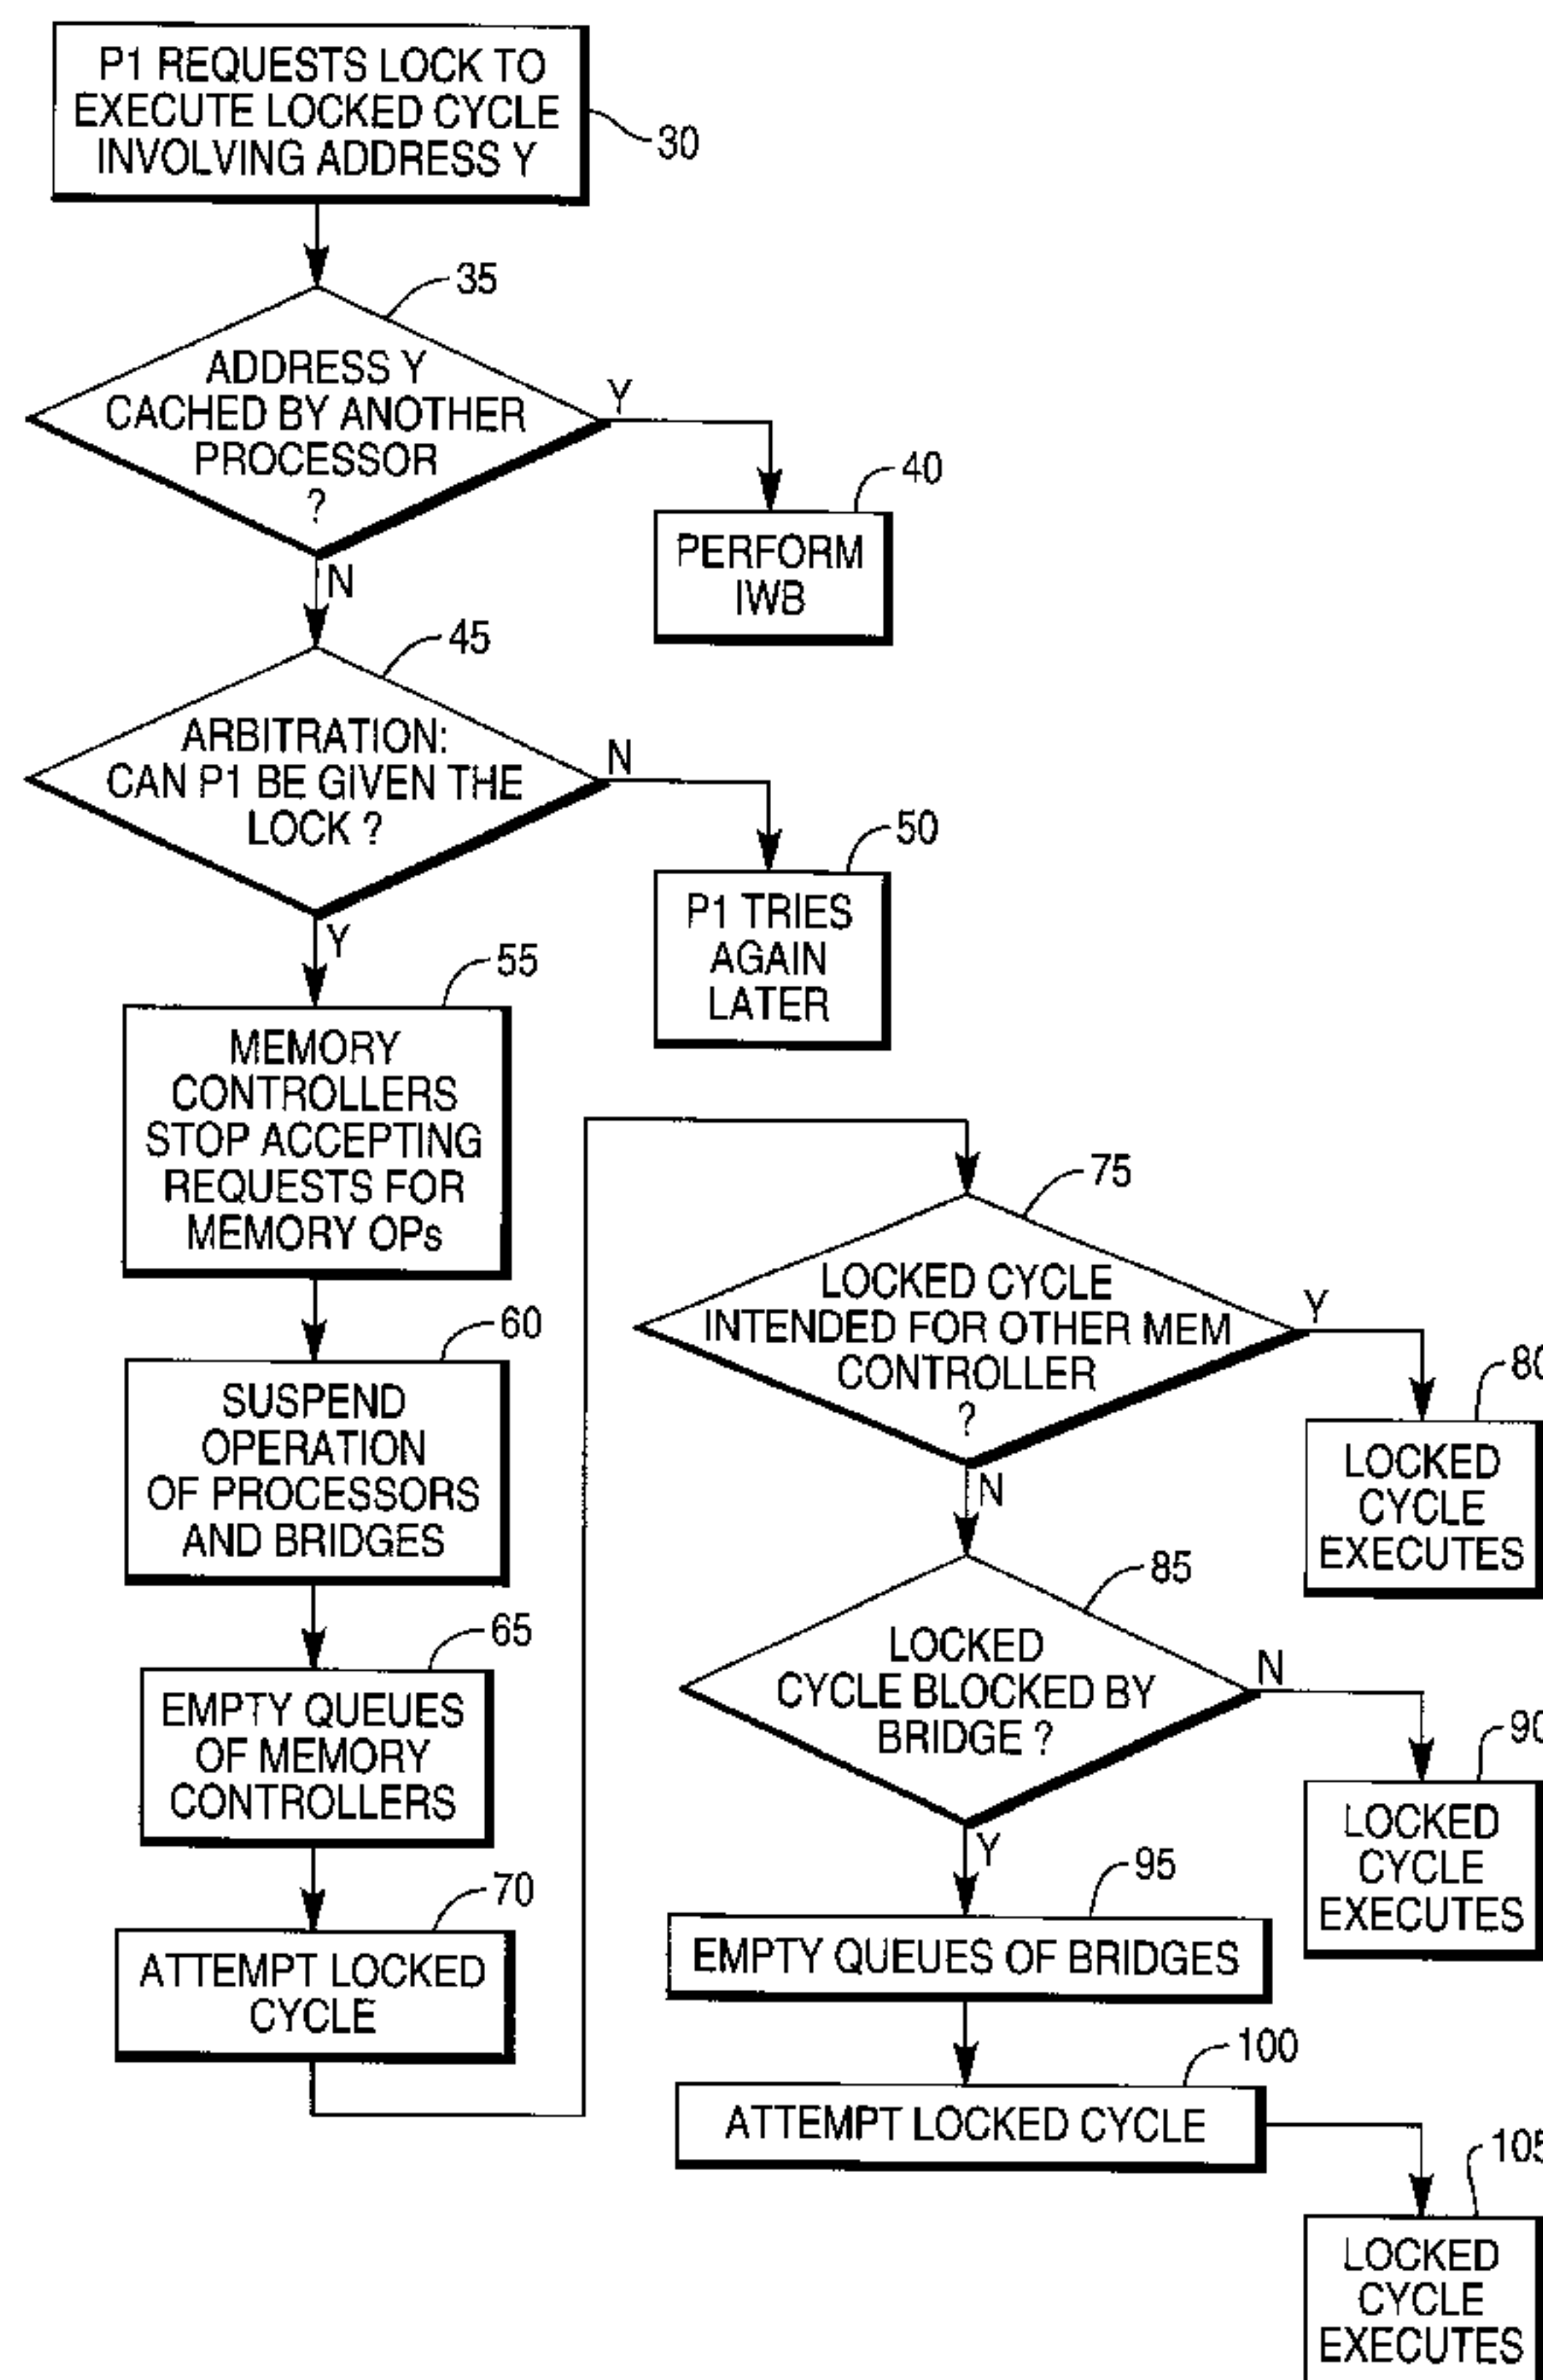 P1 REQUESTS LOCK TO
EXECUTE LOCKED CYCLE
INVOLVING ADDRESS Y
30
35
ADDRESS Y
CACHED BY ANOTHER
PROCESSOR
?
Y
N
40
PERFORM
IWB
45
ARBITRATION:
CAN P1 BE GIVEN THE
LOCK ?
N
Y
50
P1 TRIES
AGAIN
LATER
55
MEMORY
CONTROLLERS
STOP ACCEPTING
REQUESTS FOR
MEMORY OPs
60
SUSPEND
OPERATION
OF PROCESSORS
AND BRIDGES
65
EMPTY QUEUES
OF MEMORY
CONTROLLERS
70
ATTEMPT LOCKED
CYCLE
75
LOCKED CYCLE
INTENDED FOR OTHER MEM
CONTROLLER
?
Y
N
80
LOCKED
CYCLE
EXECUTES
85
LOCKED
CYCLE BLOCKED BY
BRIDGE ?
N
Y
90
LOCKED
CYCLE
EXECUTES
95
EMPTY QUEUES OF BRIDGES
100
ATTEMPT LOCKED CYCLE
105
LOCKED
CYCLE
EXECUTES